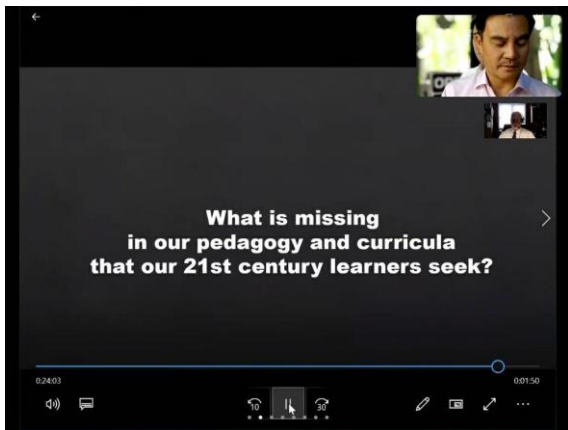 OP
What is missing
in our pedagogy and curricula
that our 21st century learners seek?
0:24:03
0:01:50
10
30